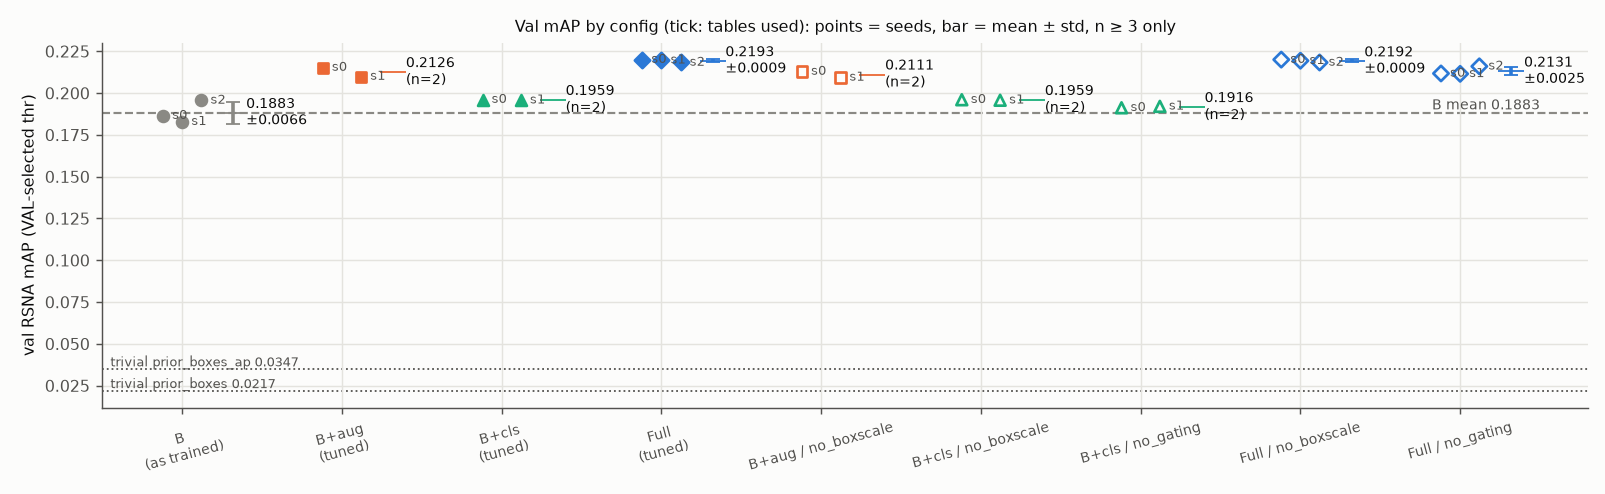 Val mAP by config (tick: tables used): points = seeds, bar = mean ± std, n ≥ 3 only
val RSNA mAP (VAL-selected thr)
0.225
0.200
0.175
0.150
0.125
0.100
0.075
0.050
0.025
s0
s1
s2
0.1883
±0.0066
s0
s1
0.2126
(n=2)
s0
s1
0.1959
(n=2)
s0
s1
s2
0.2193
±0.0009
s0
s1
0.2111
(n=2)
s0
s1
0.1959
(n=2)
s0
s1
0.1916
(n=2)
s0
s1
s2
0.2192
±0.0009
s0
s1
s2
0.2131
±0.0025
B mean 0.1883
trivial prior_boxes_ap 0.0347
trivial prior_boxes 0.0217
B
(as trained)
B+aug
(tuned)
B+cls
(tuned)
Full
(tuned)
B+aug / no_boxscale
B+cls / no_boxscale
B+cls / no_gating
Full / no_boxscale
Full / no_gating